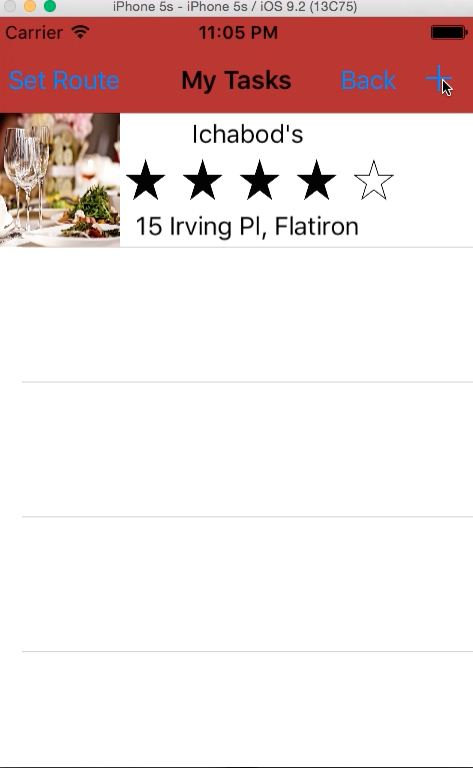 iPhone 5s - iPhone 5s / iOS 9.2 (13C75)
Carrier 11:05 PM
Set Route My Tasks Back +
Ichabod's
15 Irving Pl, Flatiron